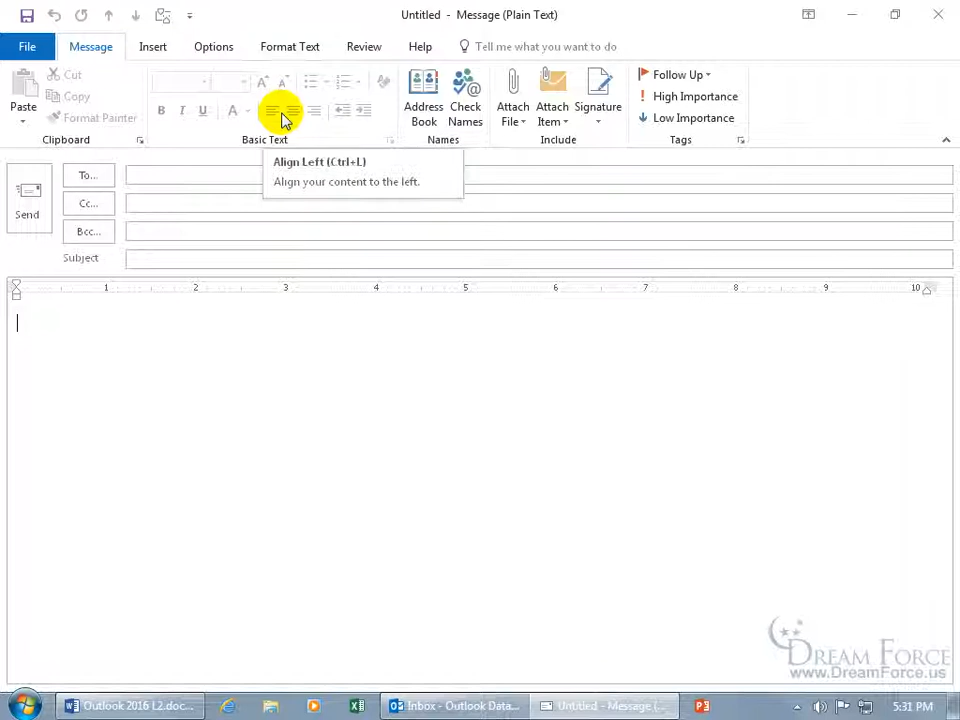 Untitled - Message (Plain Text)
File Message Insert Options Format Text Review Help Tell me what you want to do
Paste
Cut
Copy
Format Painter
Clipboard
B I U A
Basic Text
Address Book
Check Names
Names
Attach File
Attach Item
Signature
Include
Follow Up
High Importance
Low Importance
Tags
Align Left (Ctrl+L)
Align your content to the left.
Send
To...
Cc...
Bcc...
Subject
1 2 3 4 5 6 7 8 9 10
DREAM FORCE
www.DreamForce.us
Outlook 2016 L2.doc...
Inbox - Outlook Data...
Untitled - Message (...
5:31 PM